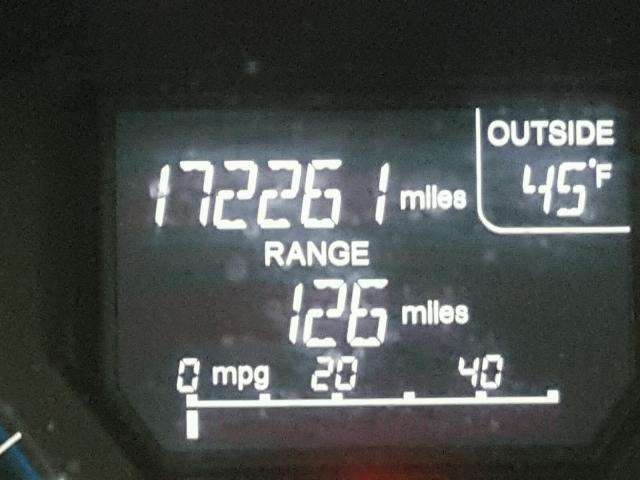 OUTSIDE
45°F
172261 miles
RANGE
126 miles
0 mpg 20 40